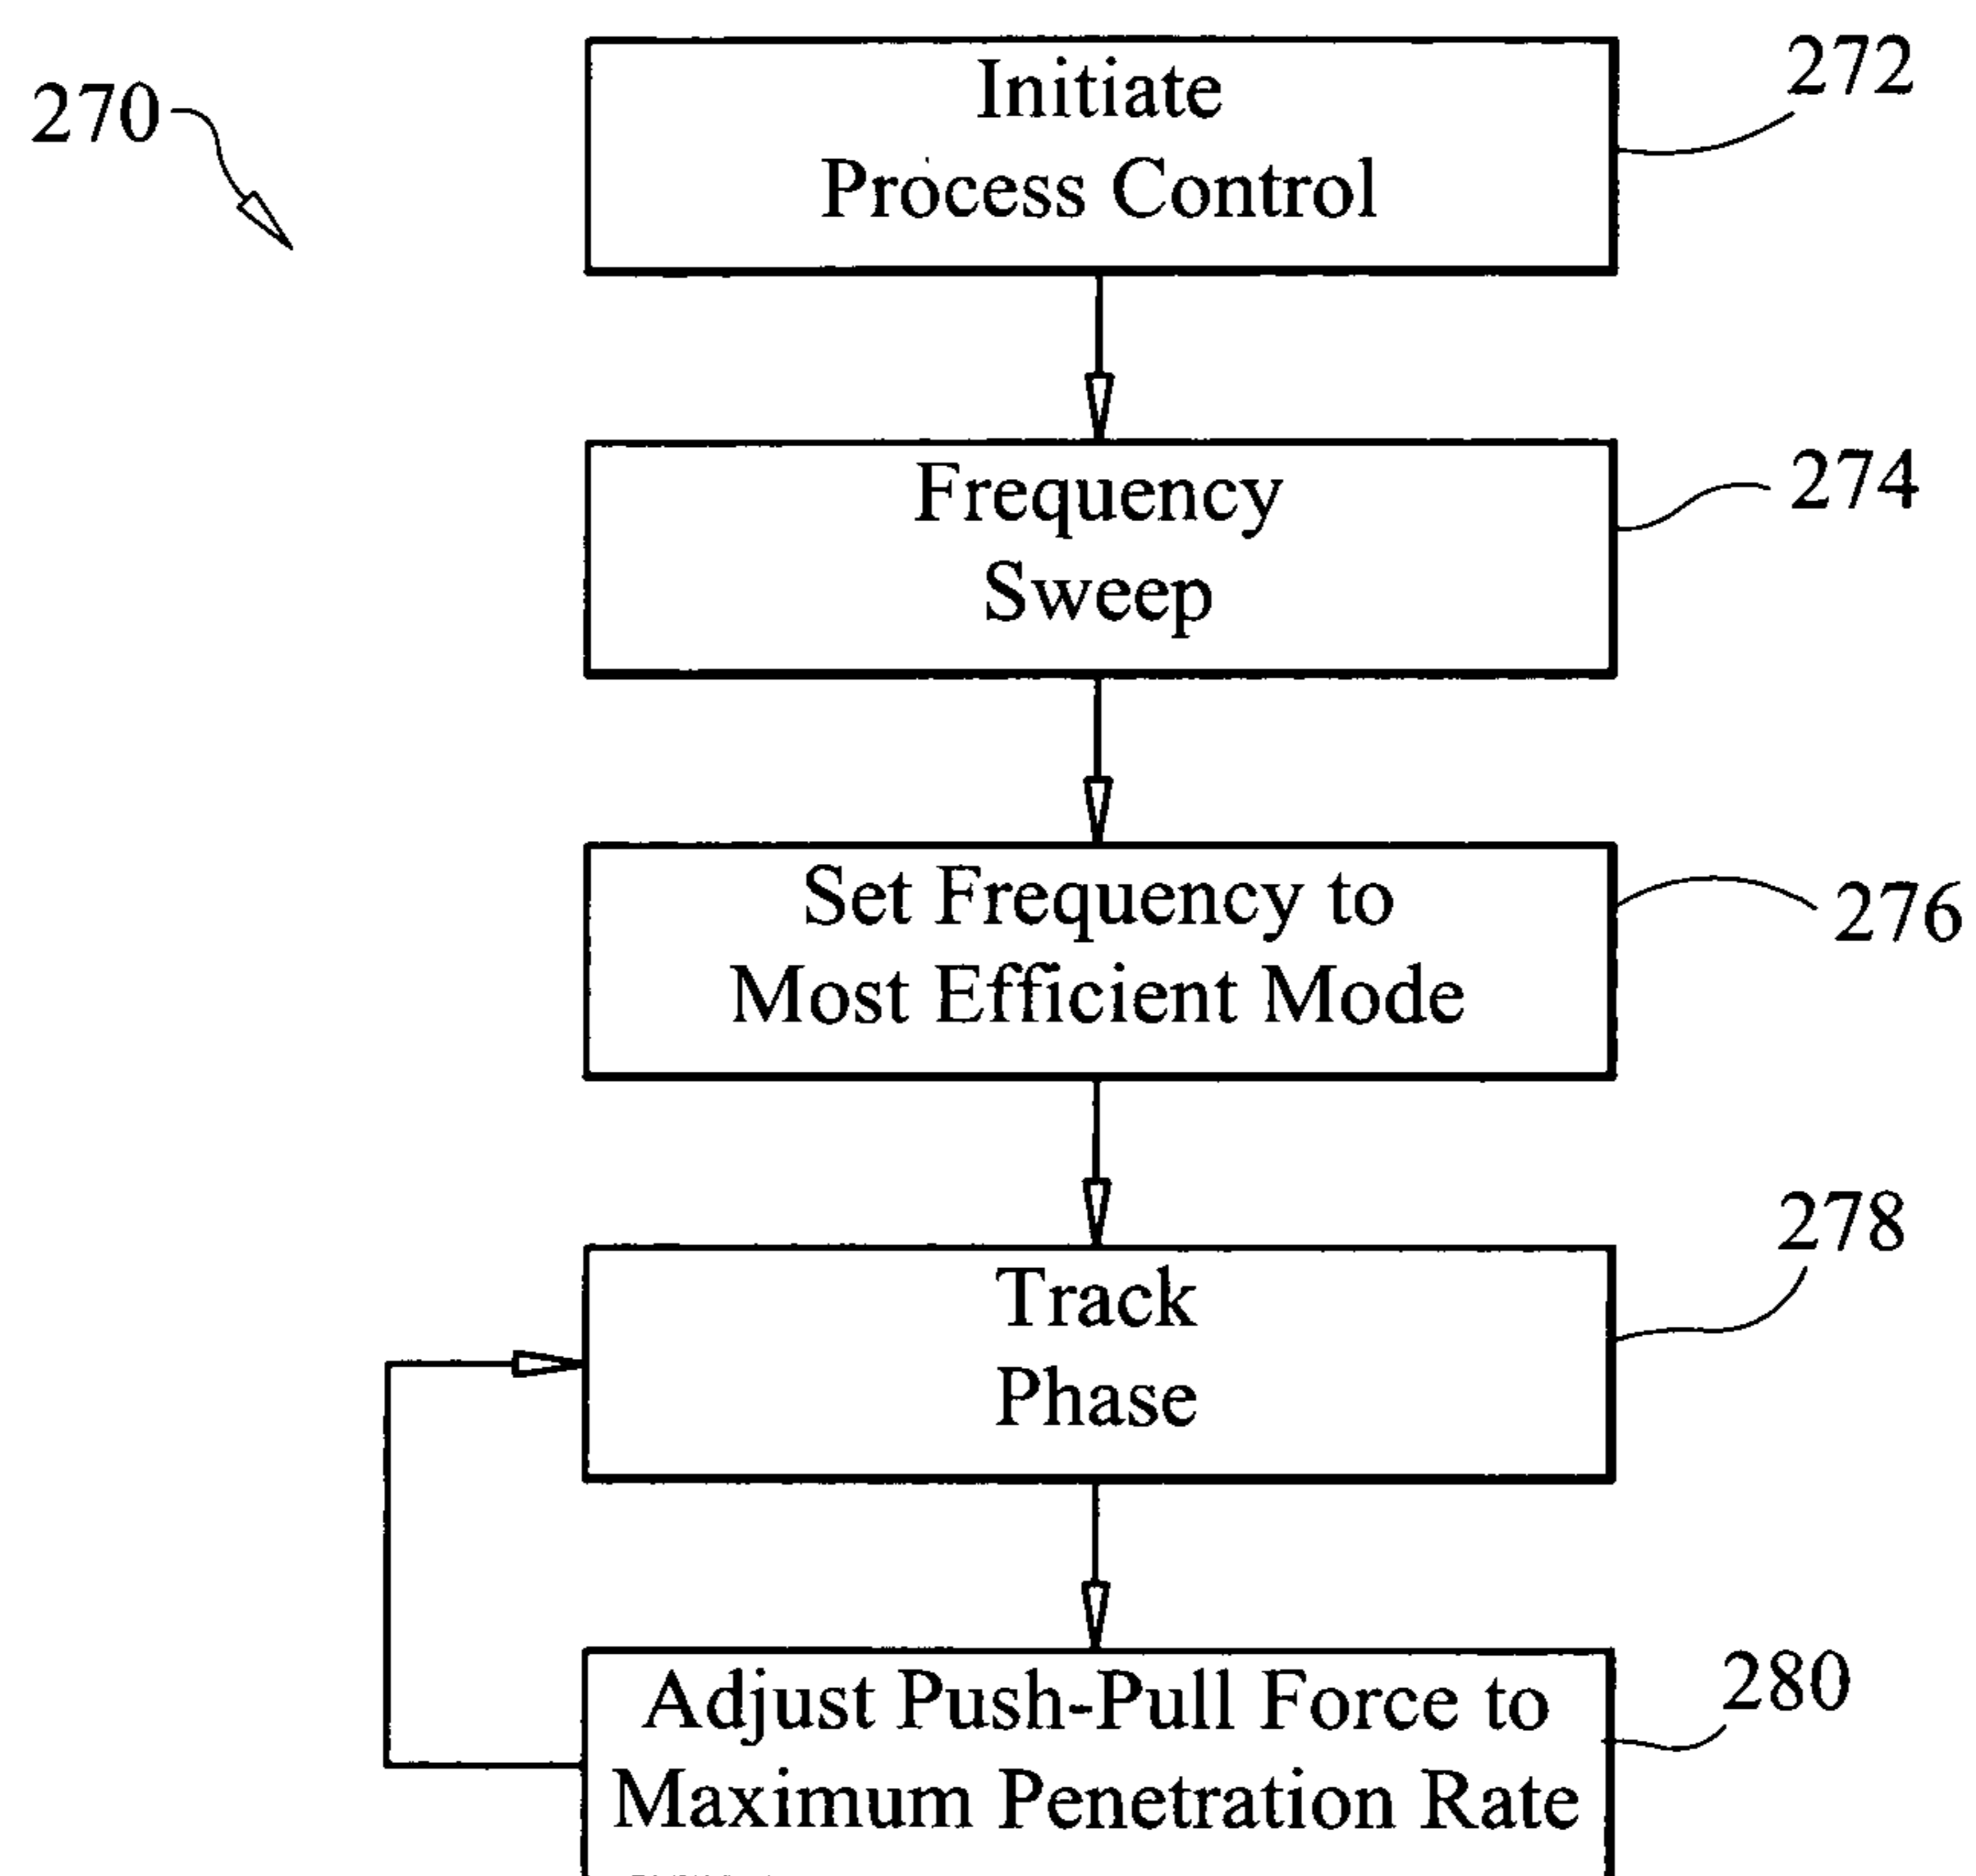 270
Initiate
Process Control
272
Frequency
Sweep
274
Set Frequency to
Most Efficient Mode
276
Track
Phase
278
Adjust Push-Pull Force to
Maximum Penetration Rate
280